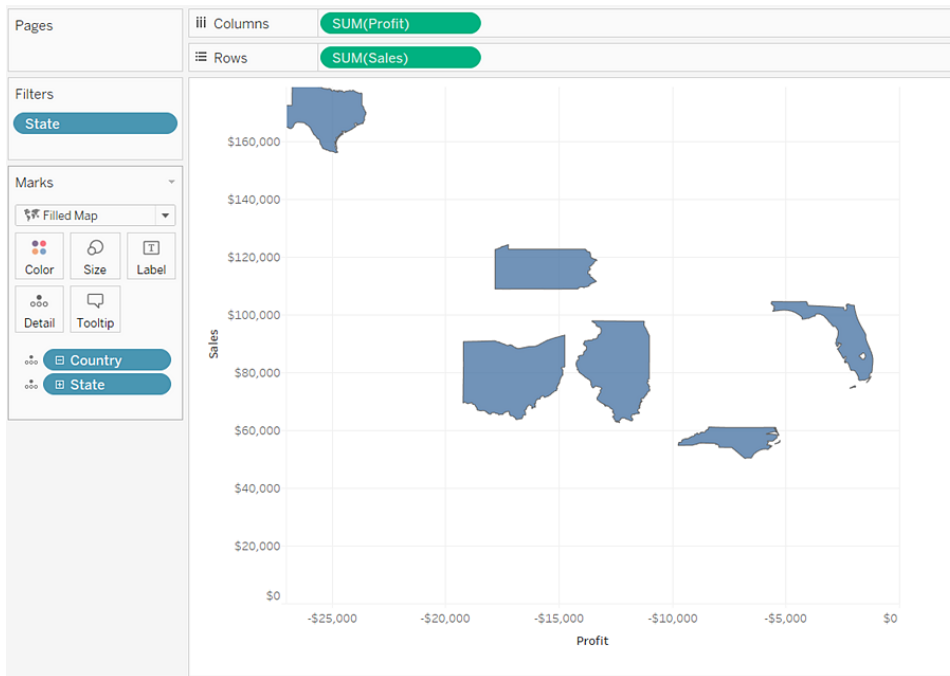 Pages
Columns SUM(Profit)
Rows SUM(Sales)
Filters
State
Marks
Filled Map
Color Size Label
Detail Tooltip
Country
State
Sales
$160,000
$140,000
$120,000
$100,000
$80,000
$60,000
$40,000
$20,000
$0
-$25,000 -$20,000 -$15,000 -$10,000 -$5,000 $0
Profit